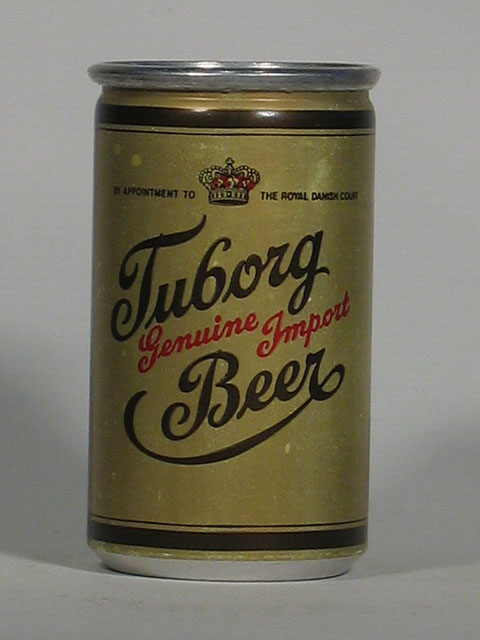 BY APPOINTMENT TO THE ROYAL DANISH COURT
Tuborg
Genuine Import
Beer